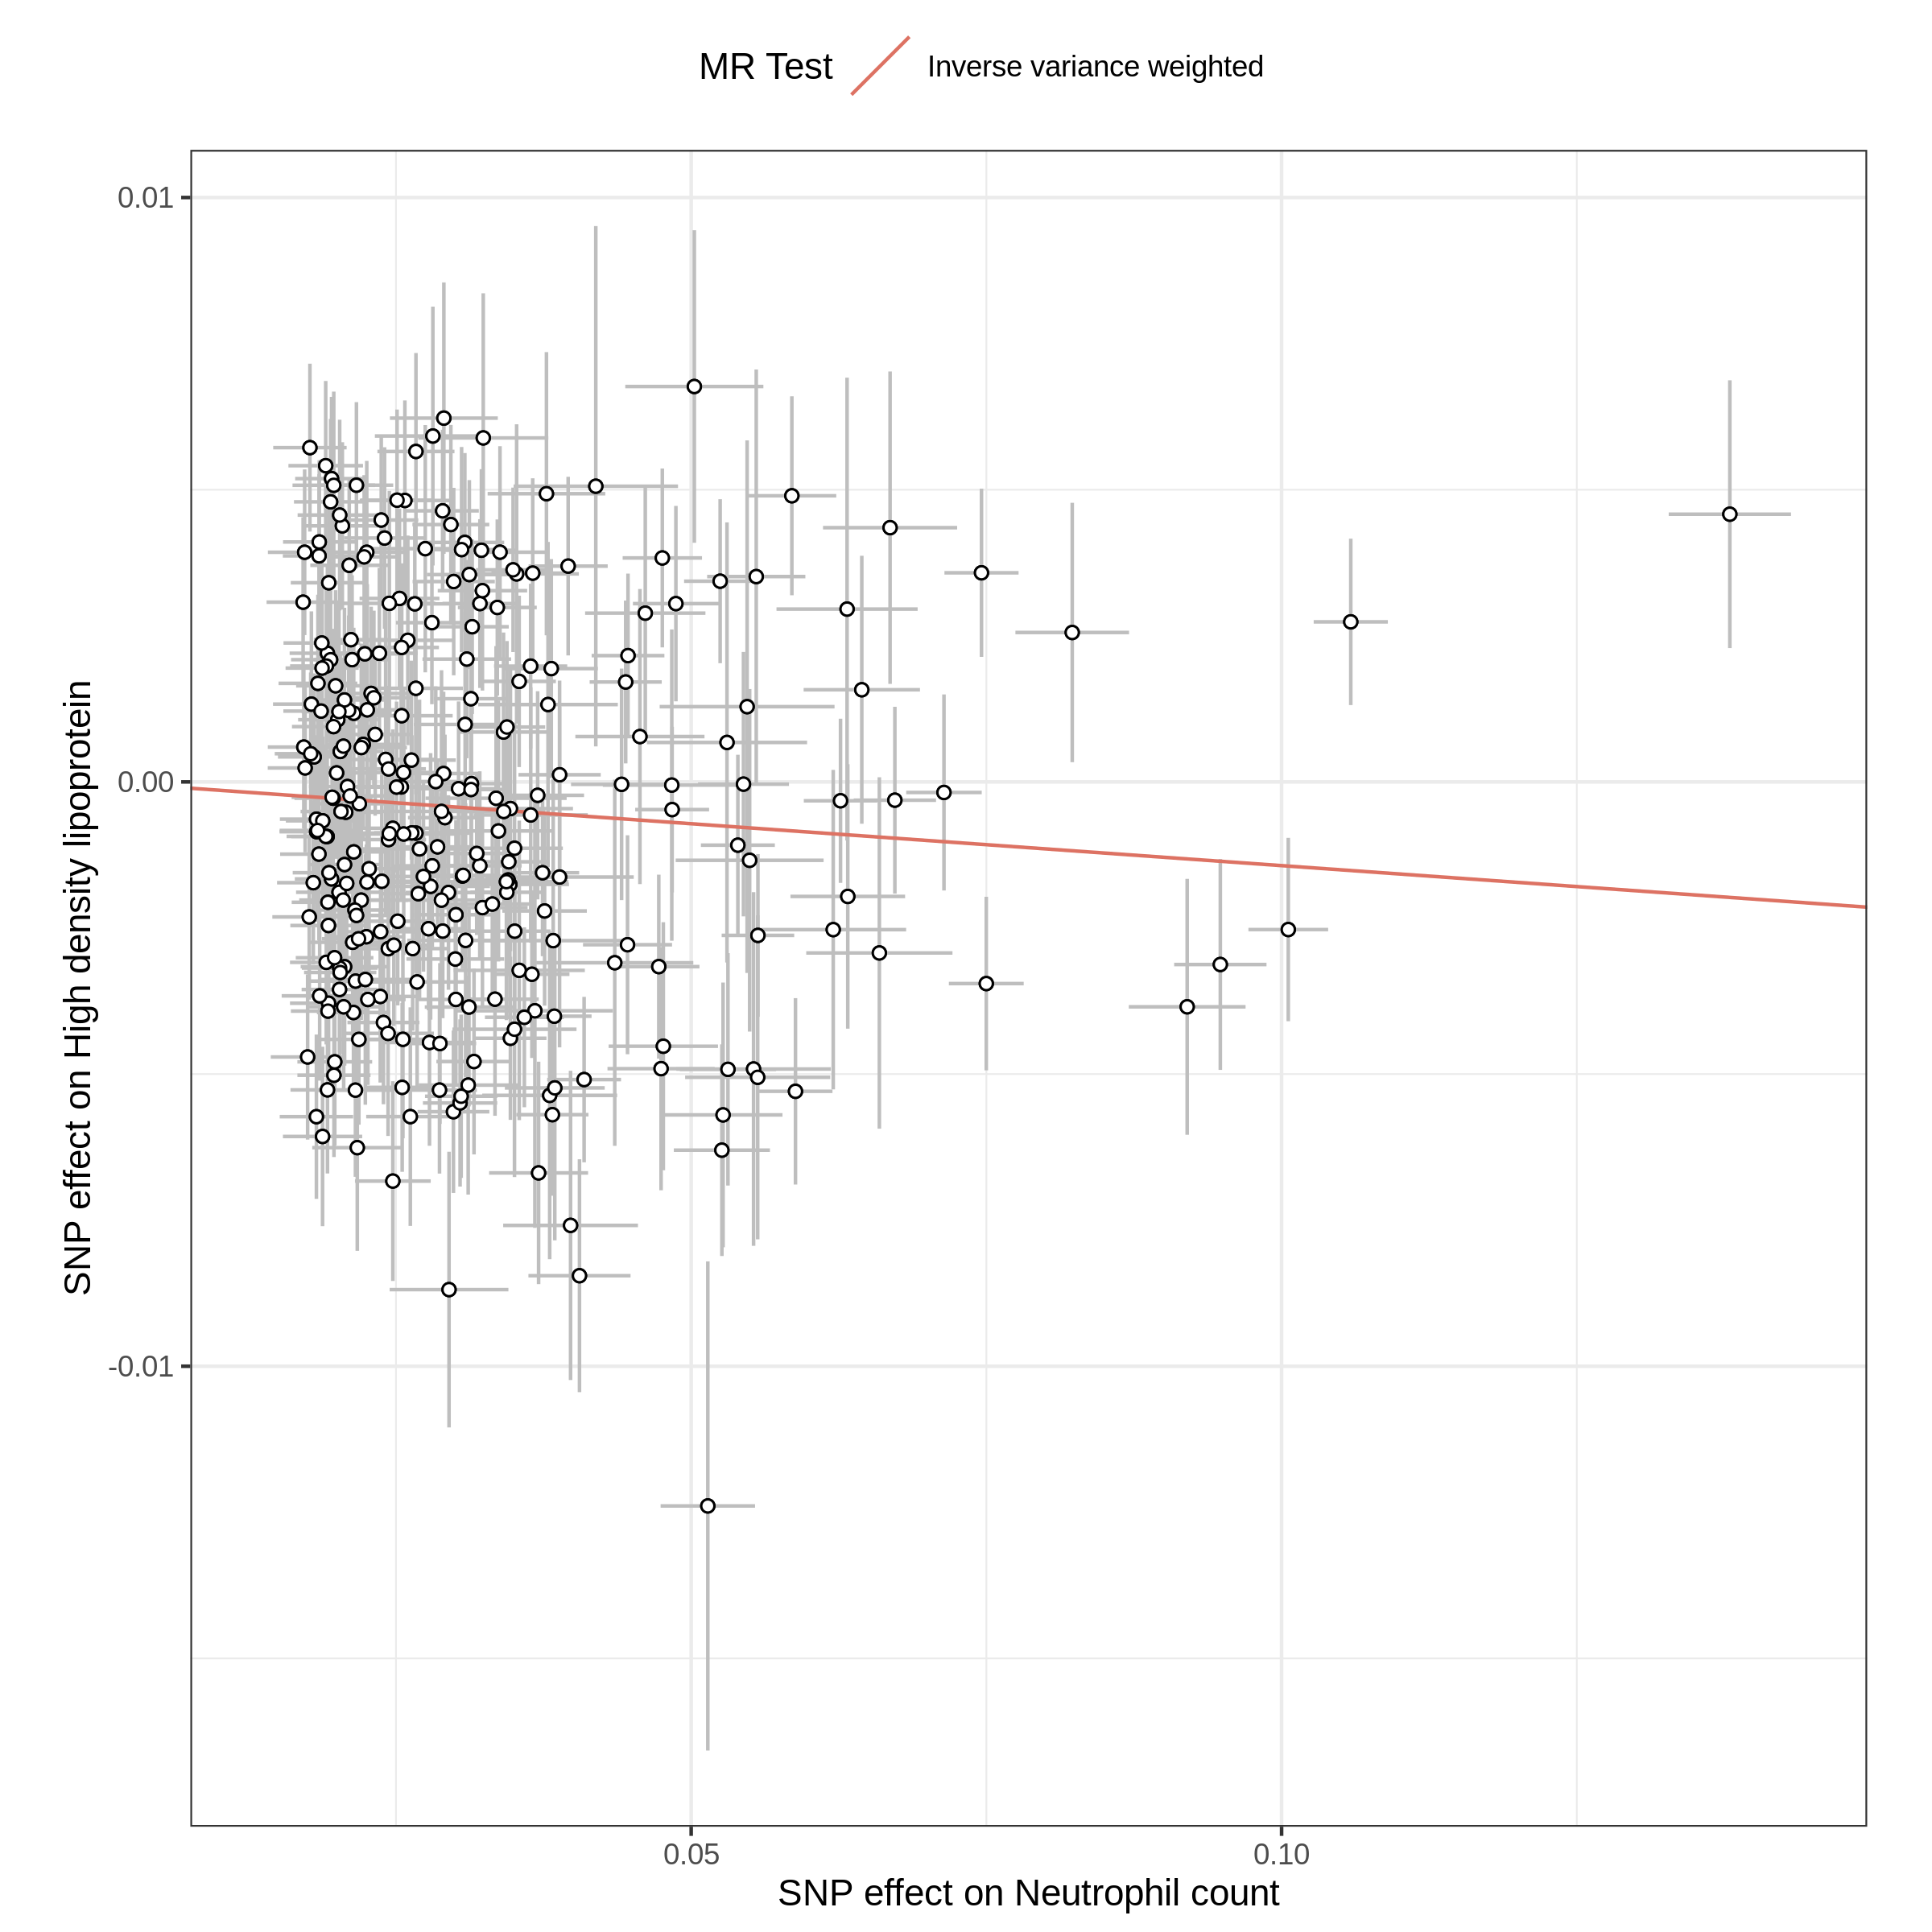 MR Test
Inverse variance weighted
0.01
0.00
-0.01
SNP effect on High density lipoprotein
0.05
0.10
SNP effect on Neutrophil count